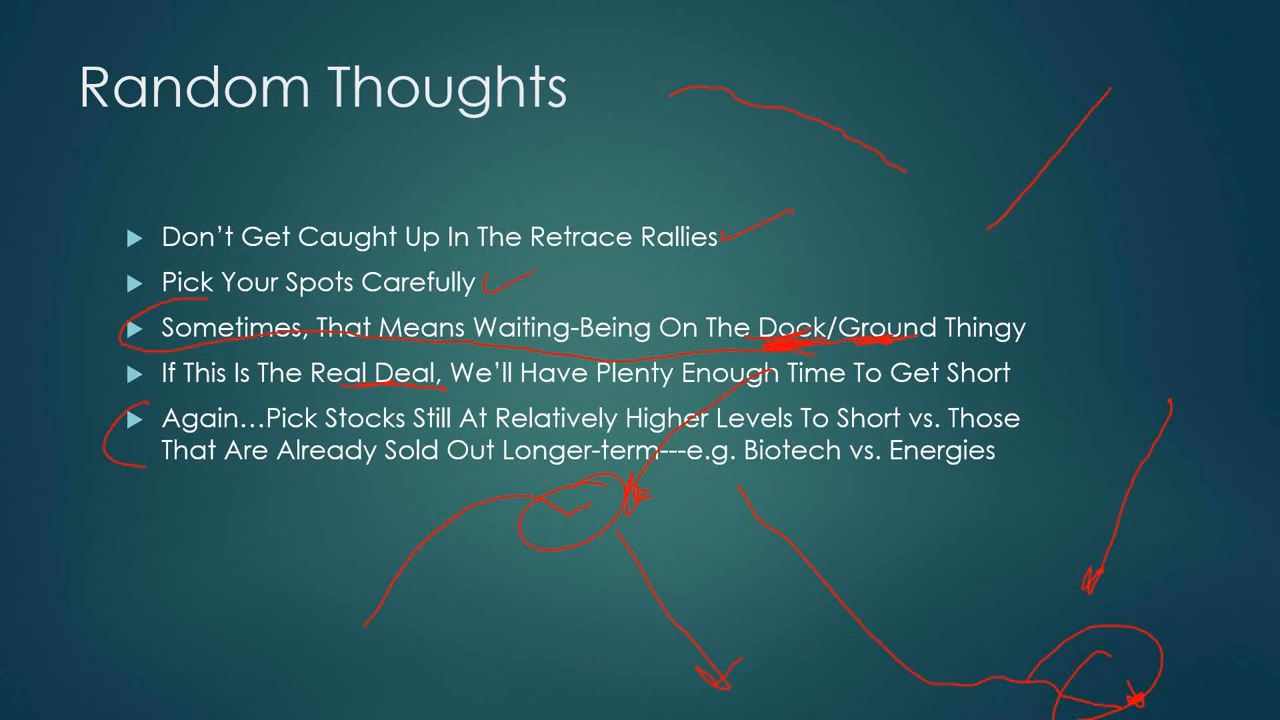 Random Thoughts
Don't Get Caught Up In The Retrace Rallies
Pick Your Spots Carefully
Sometimes, That Means Waiting-Being On The Dock/Ground Thingy
If This Is The Real Deal, We'll Have Plenty Enough Time To Get Short
Again...Pick Stocks Still At Relatively Higher Levels To Short vs. Those
That Are Already Sold Out Longer-term---e.g. Biotech vs. Energies